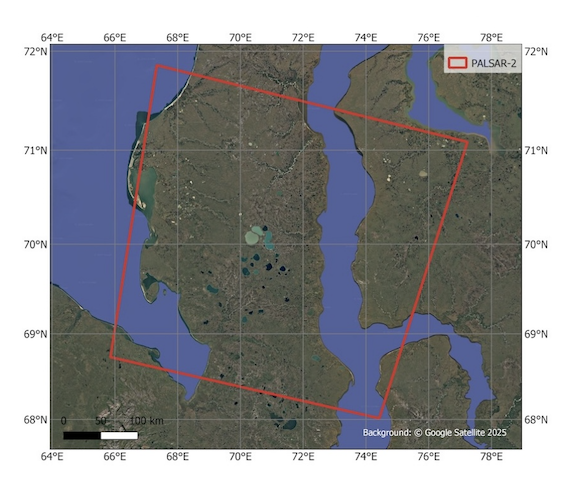 64°E 66°E 68°E 70°E 72°E 74°E 76°E 78°E
72°N 72°N
PALSAR-2
71°N 71°N
70°N 70°N
69°N 69°N
68°N 68°N
0 50 100 km
Background: © Google Satellite 2025
64°E 66°E 68°E 70°E 72°E 74°E 76°E 78°E